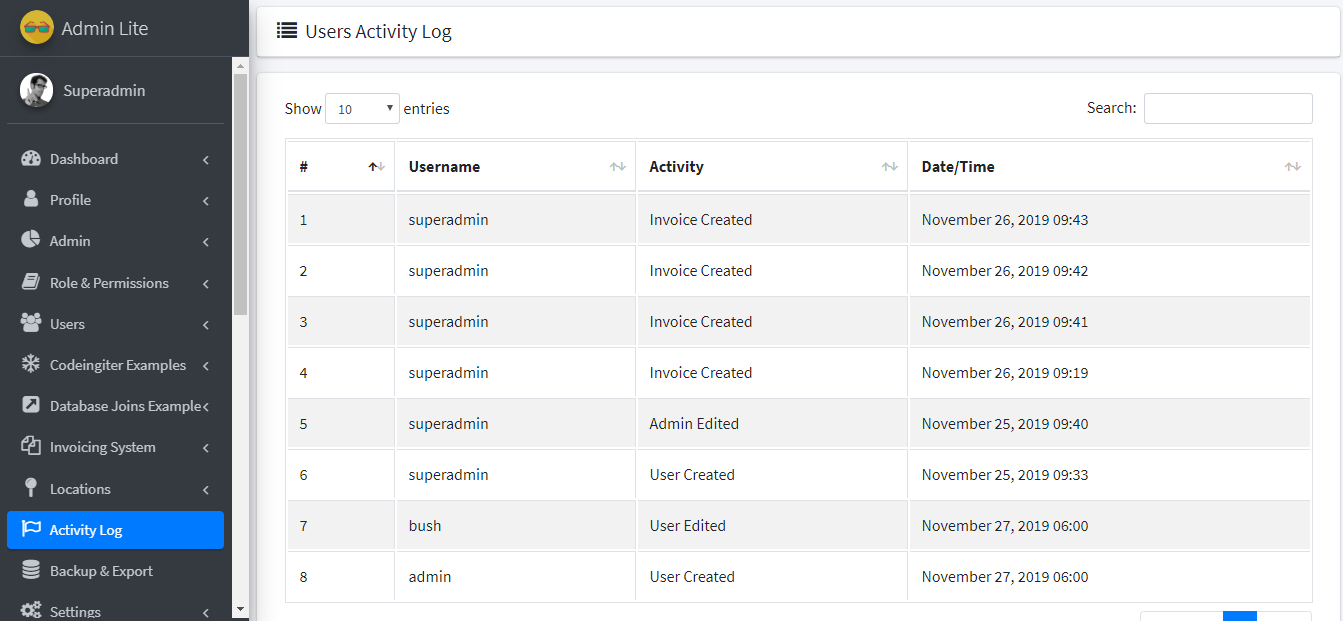 Admin Lite
Superadmin
Dashboard
Profile
Admin
Role & Permissions
Users
Codeingiter Examples
Database Joins Example
Invoicing System
Locations
Activity Log
Backup & Export
Settings
Users Activity Log
Show 10 entries
Search:
# Username Activity Date/Time
1 superadmin Invoice Created November 26, 2019 09:43
2 superadmin Invoice Created November 26, 2019 09:42
3 superadmin Invoice Created November 26, 2019 09:41
4 superadmin Invoice Created November 26, 2019 09:19
5 superadmin Admin Edited November 25, 2019 09:40
6 superadmin User Created November 25, 2019 09:33
7 bush User Edited November 27, 2019 06:00
8 admin User Created November 27, 2019 06:00